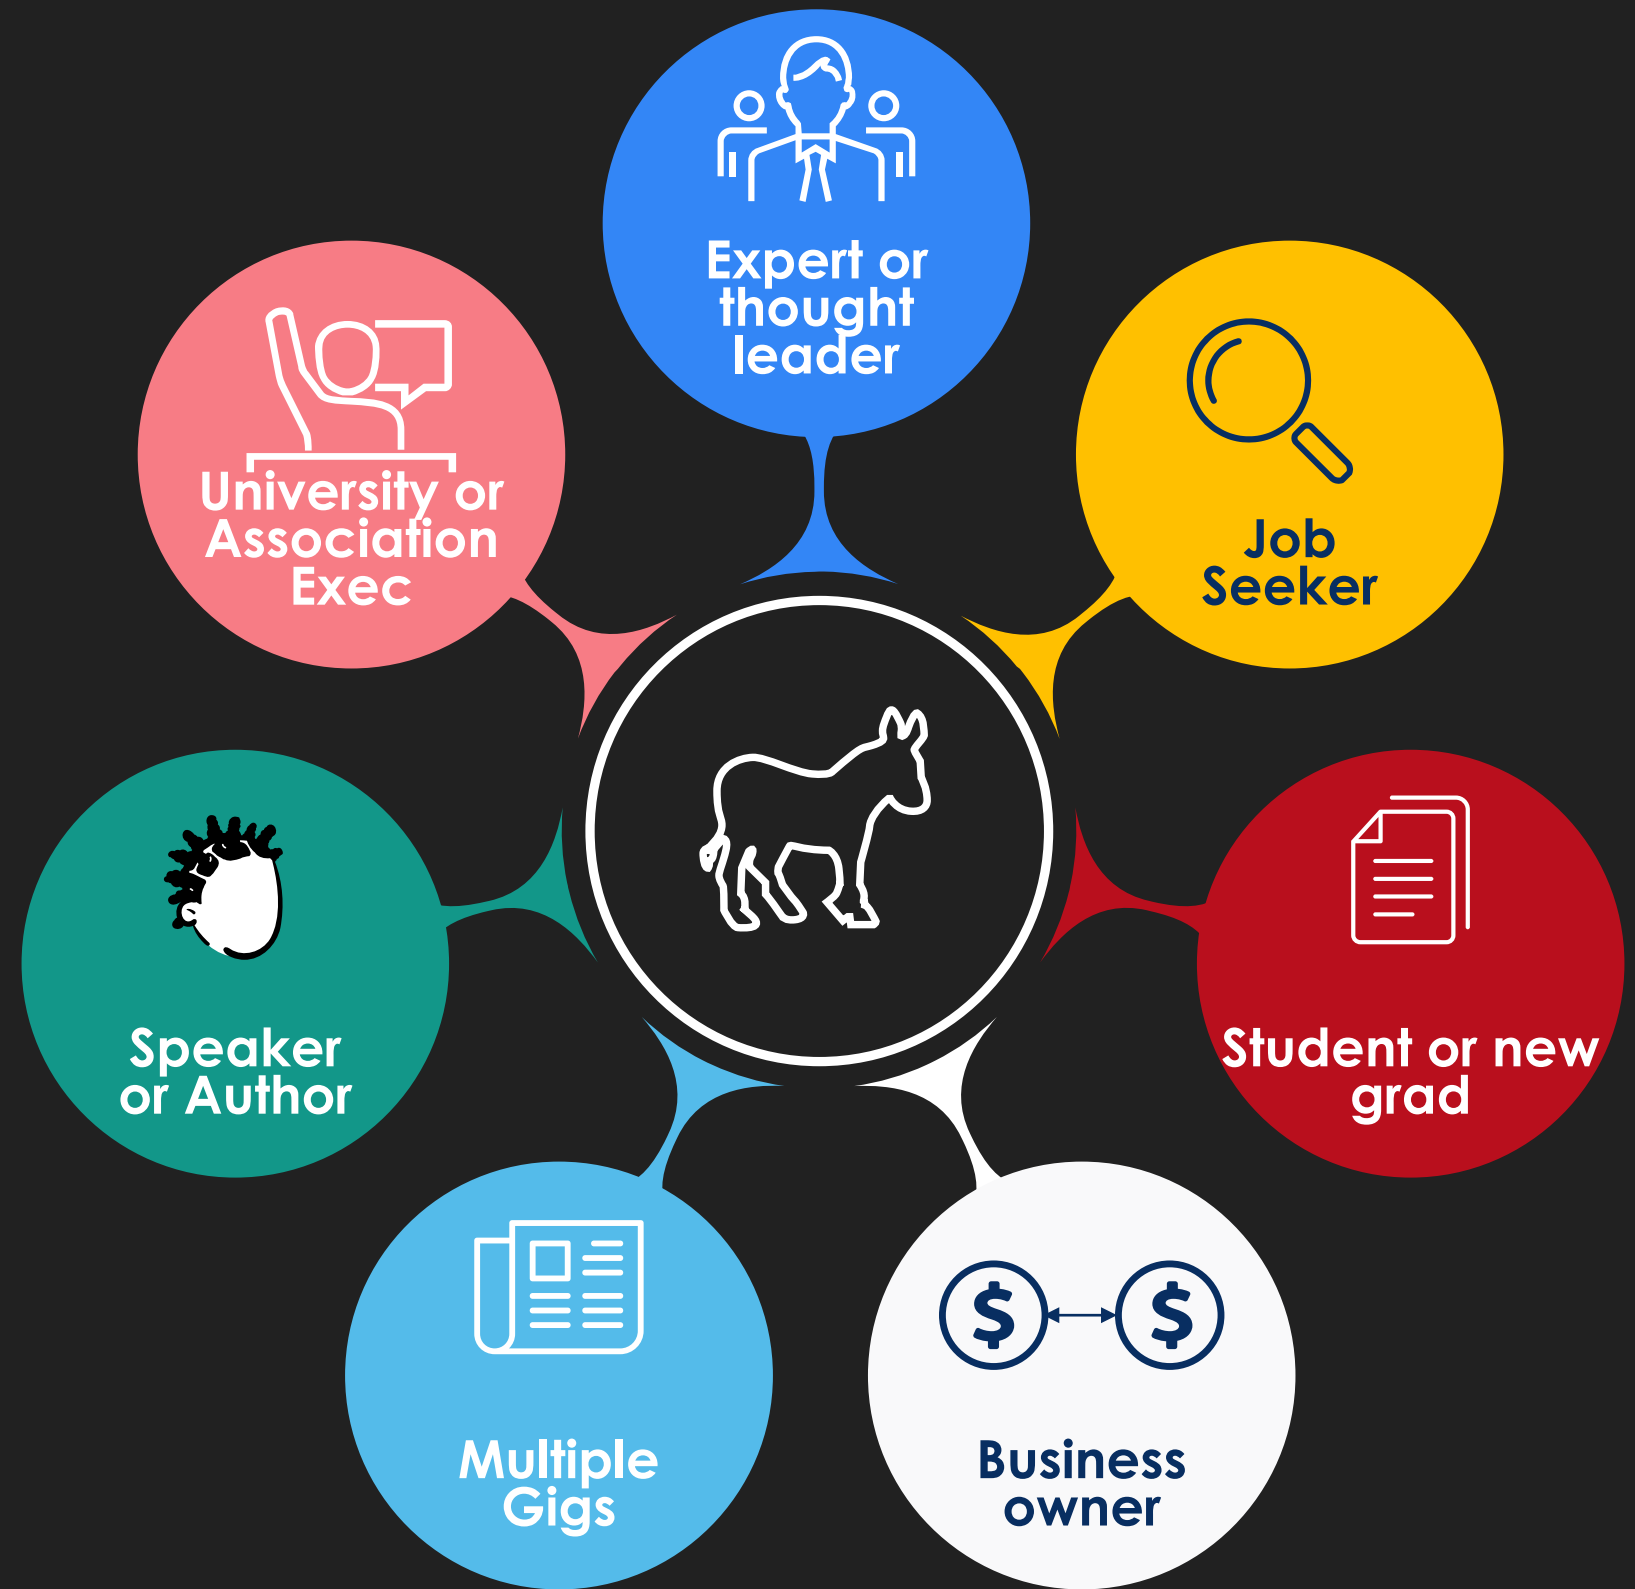 Expert or
thought
leader
Job
Seeker
Student or new
grad
Business
owner
$
$
Multiple
Gigs
Speaker
or Author
University or
Association
Exec